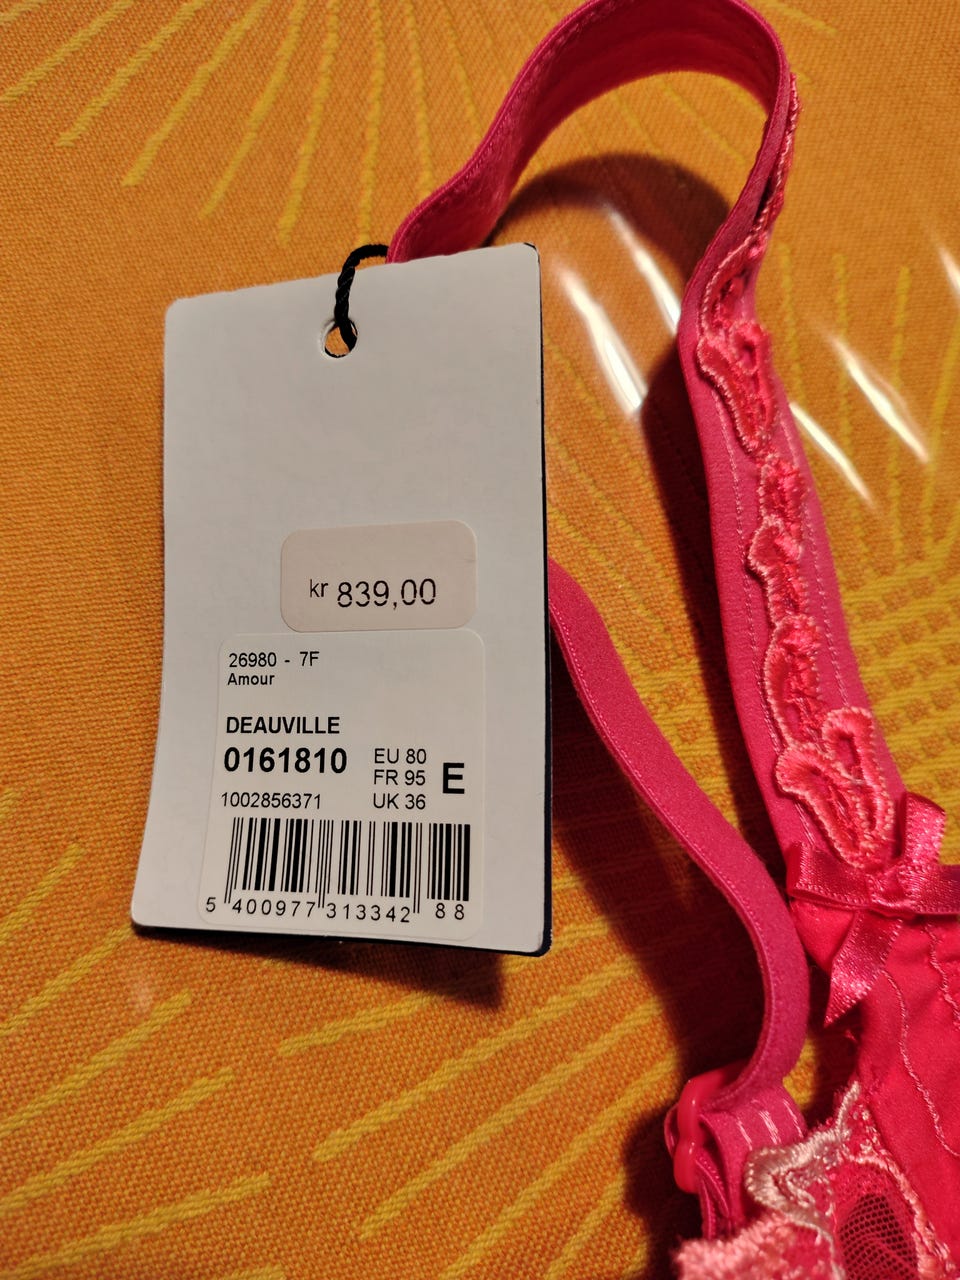 kr 839,00
26980 - 7F
Amour
DEAUVILLE
0161810 EU 80 E
FR 95
1002856371 UK 36
5 400977 313342 88